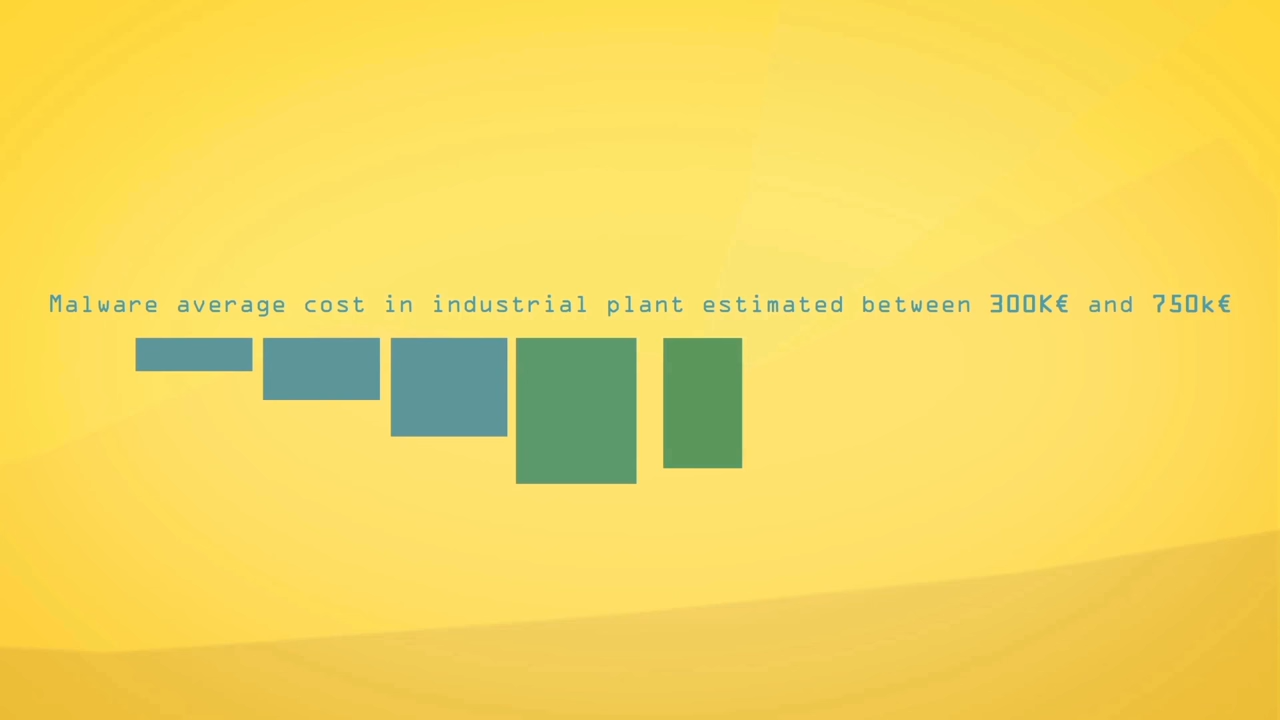 Malware average cost in industrial plant estimated between 300K€ and 750k€